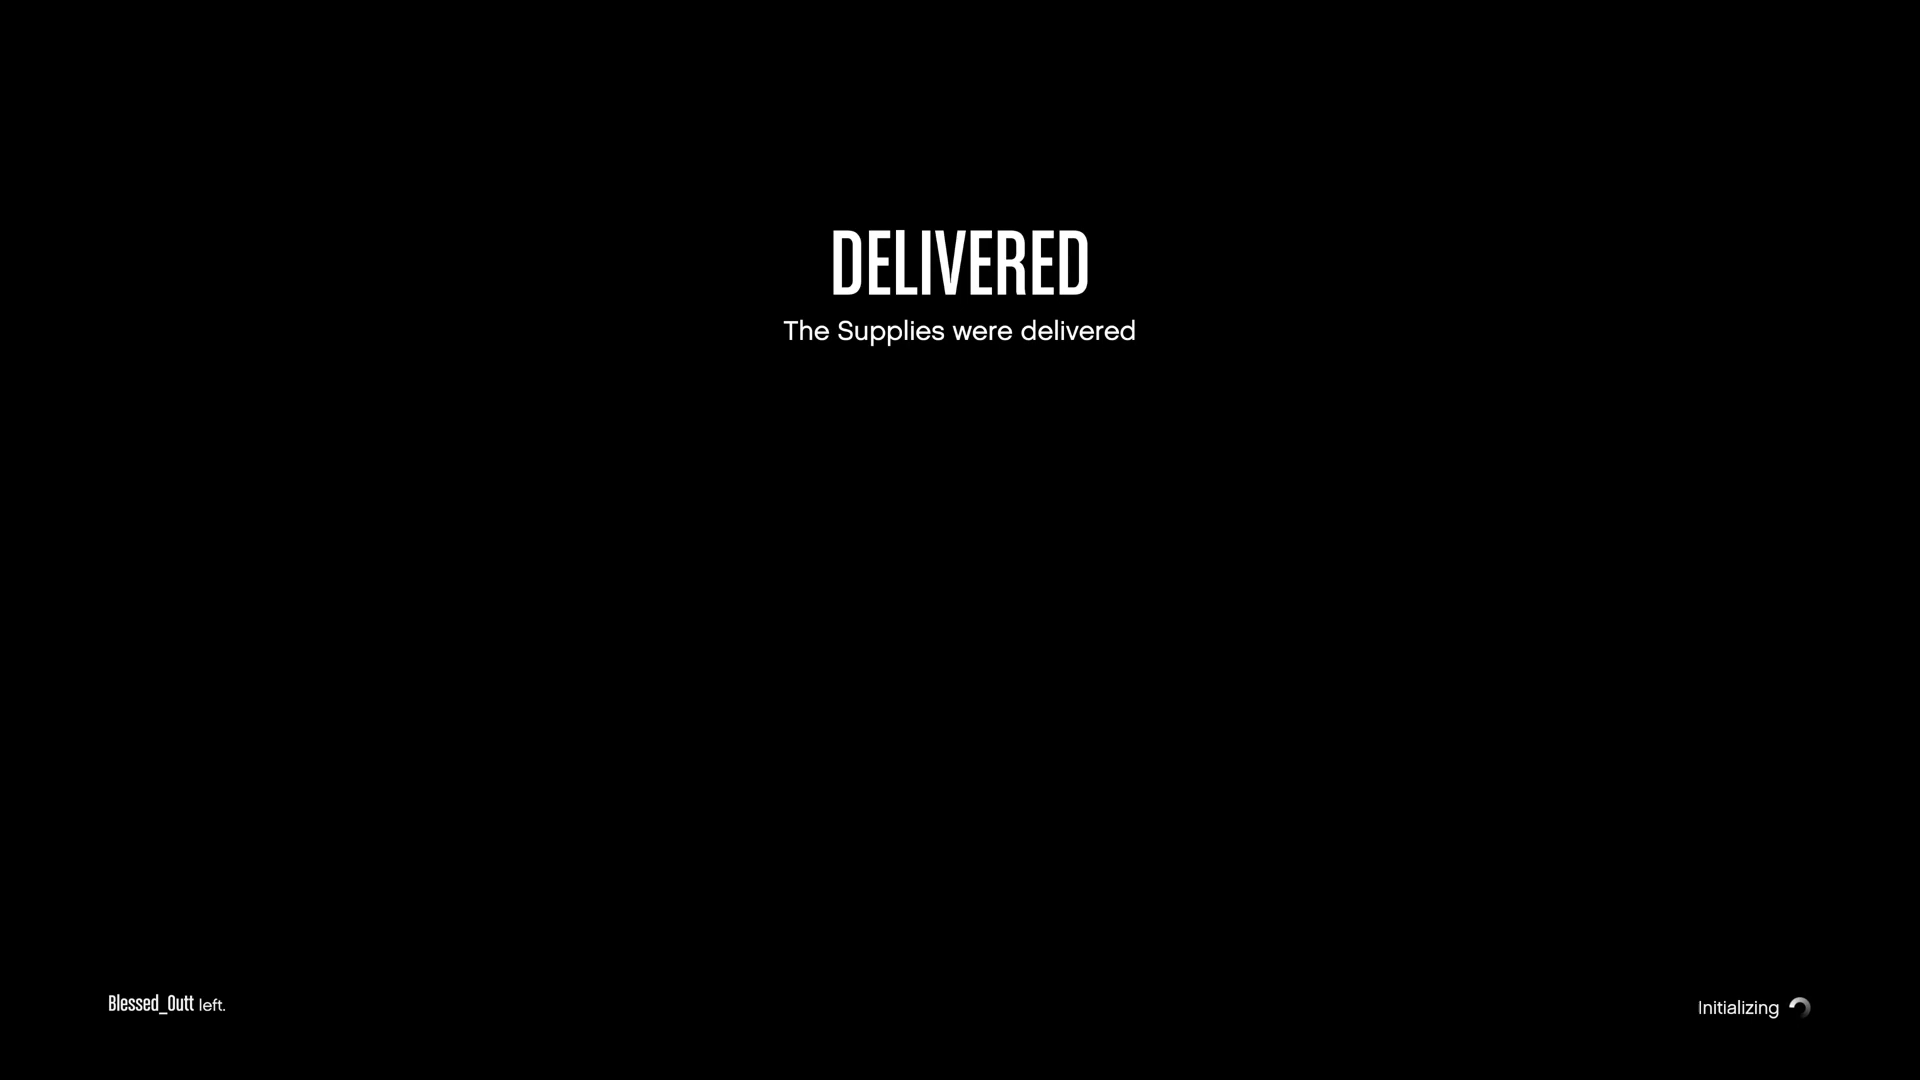 DELIVERED
The Supplies were delivered
Blessed_Outt left.
Initializing